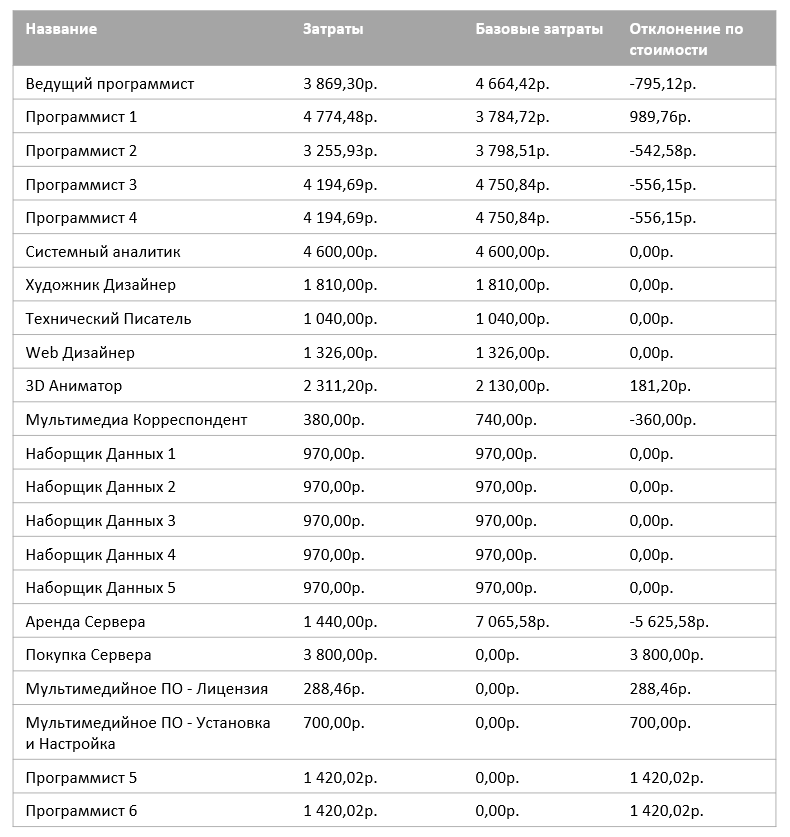 Название Затраты Базовые затраты Отклонение по
стоимости
Ведущий программист 3 869,30р. 4 664,42р. -795,12р.
Программист 1 4 774,48р. 3 784,72р. 989,76р.
Программист 2 3 255,93р. 3 798,51р. -542,58р.
Программист 3 4 194,69р. 4 750,84р. -556,15р.
Программист 4 4 194,69р. 4 750,84р. -556,15р.
Системный аналитик 4 600,00р. 4 600,00р. 0,00р.
Художник Дизайнер 1 810,00р. 1 810,00р. 0,00р.
Технический Писатель 1 040,00р. 1 040,00р. 0,00р.
Web Дизайнер 1 326,00р. 1 326,00р. 0,00р.
3D Аниматор 2 311,20р. 2 130,00р. 181,20р.
Мультимедиа Корреспондент 380,00р. 740,00р. -360,00р.
Наборщик Данных 1 970,00р. 970,00р. 0,00р.
Наборщик Данных 2 970,00р. 970,00р. 0,00р.
Наборщик Данных 3 970,00р. 970,00р. 0,00р.
Наборщик Данных 4 970,00р. 970,00р. 0,00р.
Наборщик Данных 5 970,00р. 970,00р. 0,00р.
Аренда Сервера 1 440,00р. 7 065,58р. -5 625,58р.
Покупка Сервера 3 800,00р. 0,00р. 3 800,00р.
Мультимедийное ПО - Лицензия 288,46р. 0,00р. 288,46р.
Мультимедийное ПО - Установка 700,00р. 0,00р. 700,00р.
и Настройка
Программист 5 1 420,02р. 0,00р. 1 420,02р.
Программист 6 1 420,02р. 0,00р. 1 420,02р.